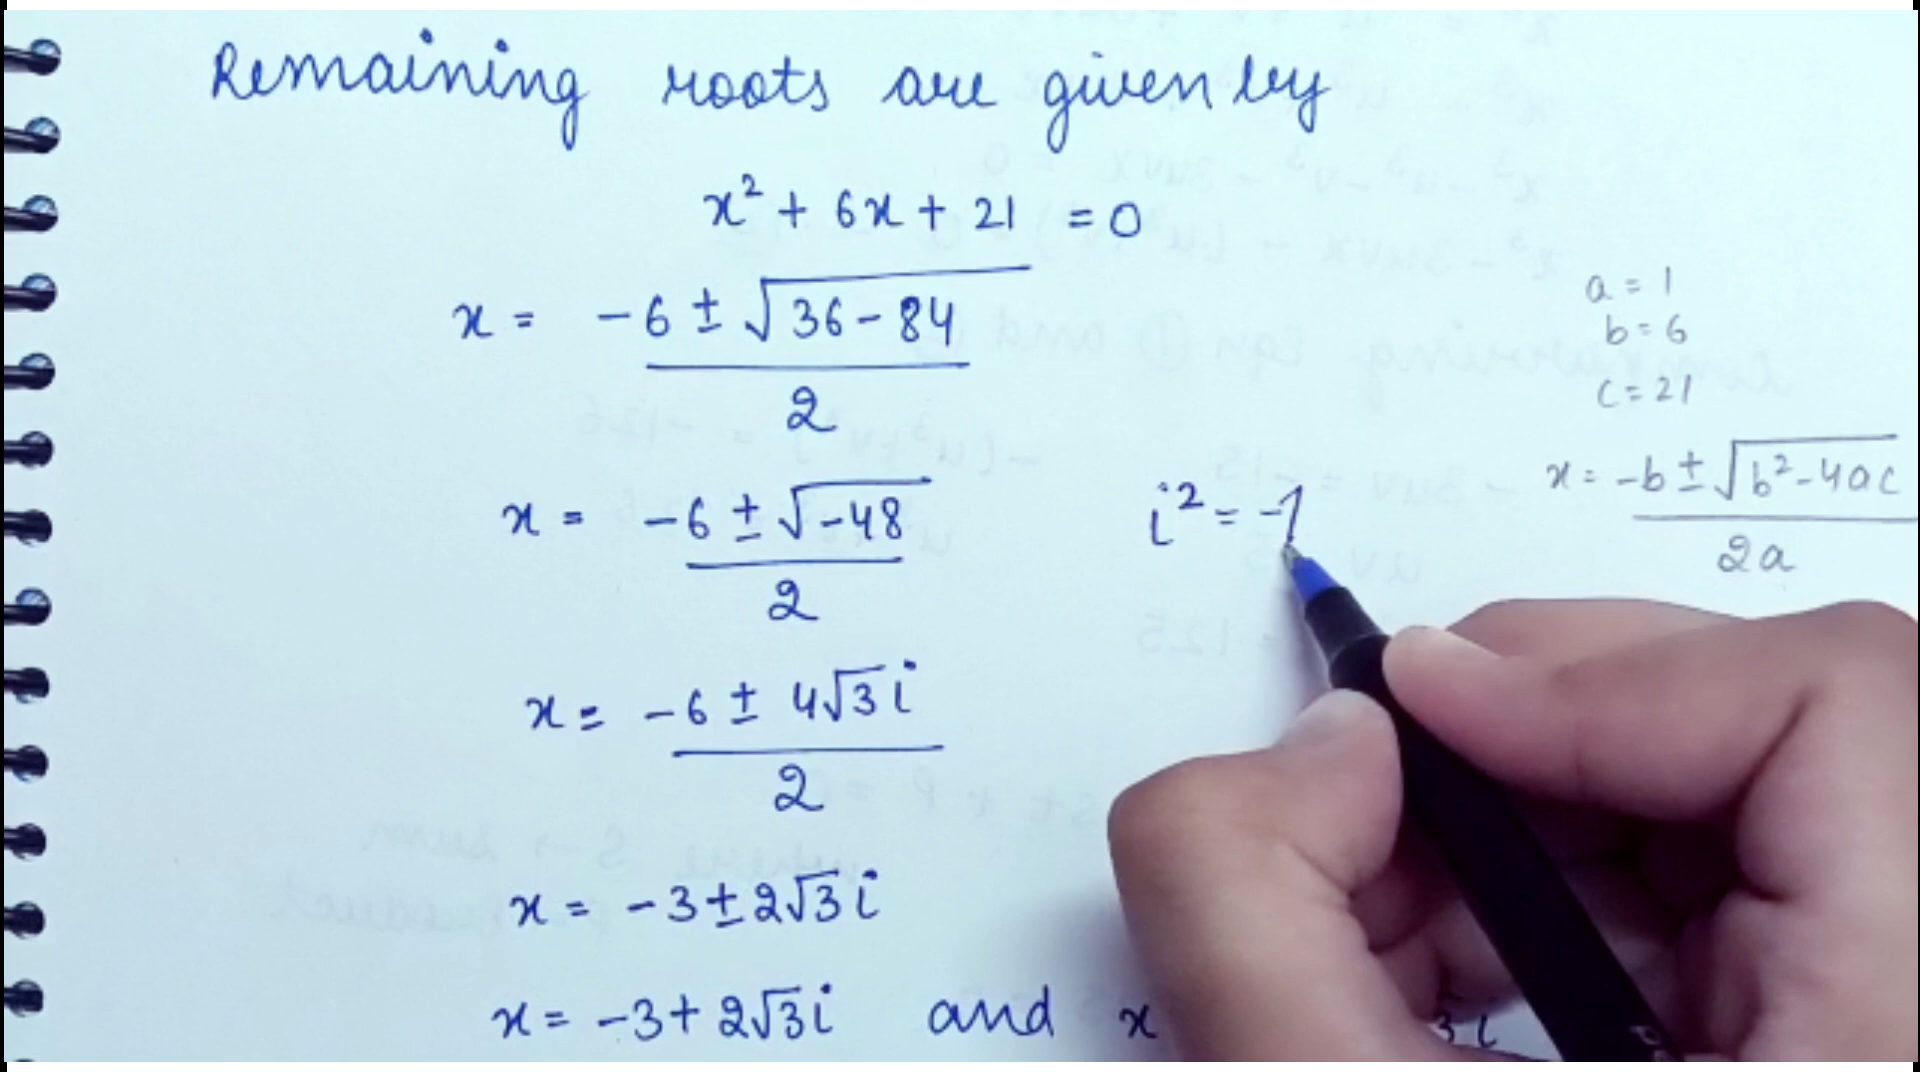 Remaining roots are given by
x² + 6x + 21 = 0
x = -6 ± √36-84
2
x = -6 ± √-48
2
x = -6 ± 4√3 i
2
x = -3 ± 2√3 i
x = -3 + 2√3 i and x 3 i
i² = -1
a = 1
b = 6
c = 21
x = -b ± √b²-4ac
2a